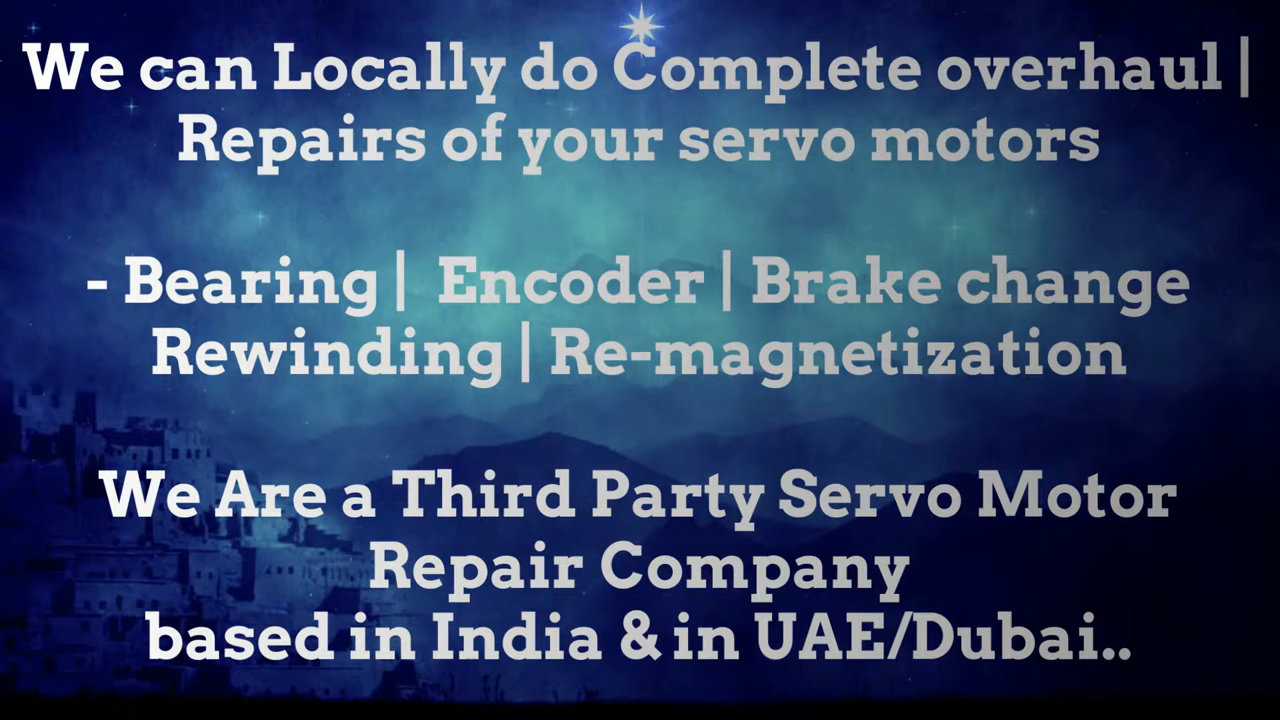 We can Locally do Complete overhaul |
Repairs of your servo motors
- Bearing | Encoder | Brake change
Rewinding | Re-magnetization
We Are a Third Party Servo Motor
Repair Company
based in India & in UAE/Dubai..